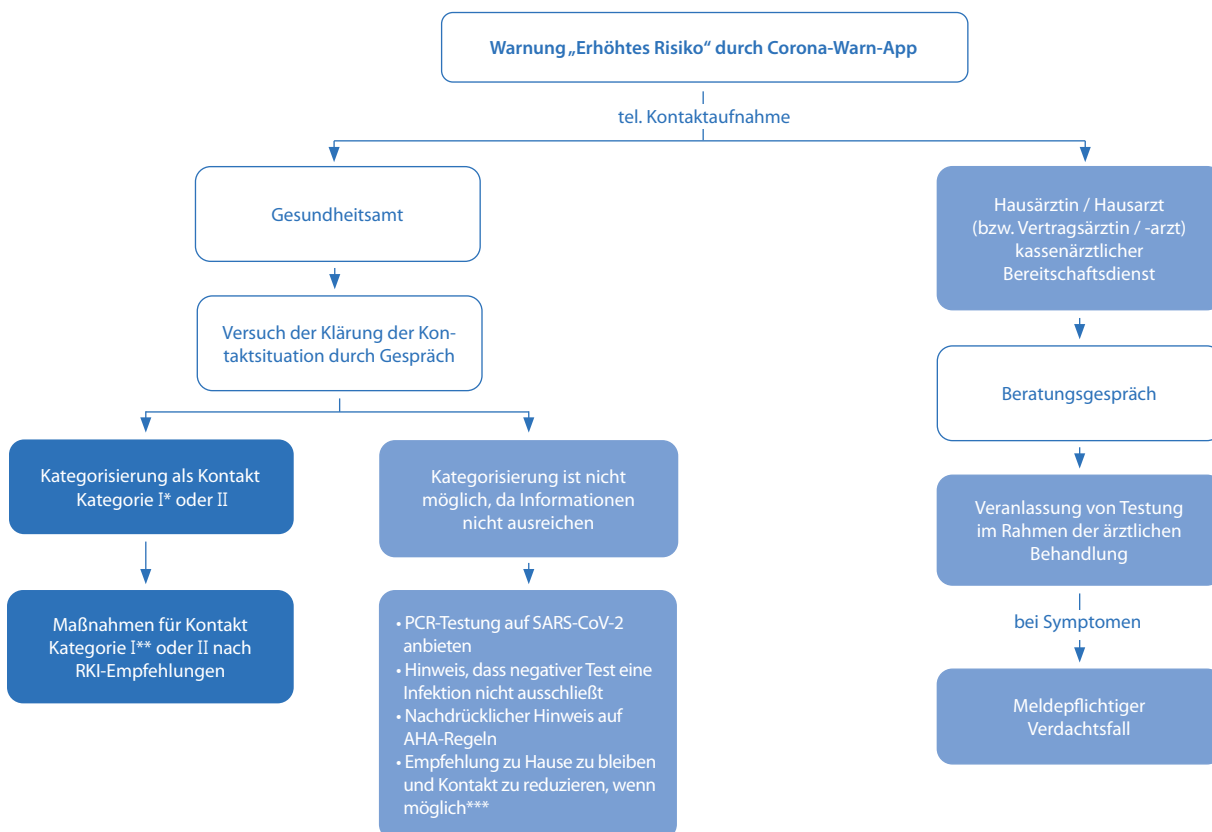 Warnung „Erhöhtes Risiko“ durch Corona-Warn-App
tel. Kontaktaufnahme
Gesundheitsamt
Versuch der Klärung der Kon-
taktsituation durch Gespräch
Kategorisierung als Kontakt
Kategorie I* oder II
Maßnahmen für Kontakt
Kategorie I** oder II nach
RKI-Empfehlungen
Kategorisierung ist nicht
möglich, da Informationen
nicht ausreichen
• PCR-Testung auf SARS-CoV-2
anbieten
• Hinweis, dass negativer Test eine
Infektion nicht ausschließt
• Nachdrücklicher Hinweis auf
AHA-Regeln
• Empfehlung zu Hause zu bleiben
und Kontakt zu reduzieren, wenn
möglich***
Hausärztin / Hausarzt
(bzw. Vertragsärztin / -arzt)
kassenärztlicher
Bereitschaftsdienst
Beratungsgespräch
Veranlassung von Testung
im Rahmen der ärztlichen
Behandlung
bei Symptomen
Meldepflichtiger
Verdachtsfall